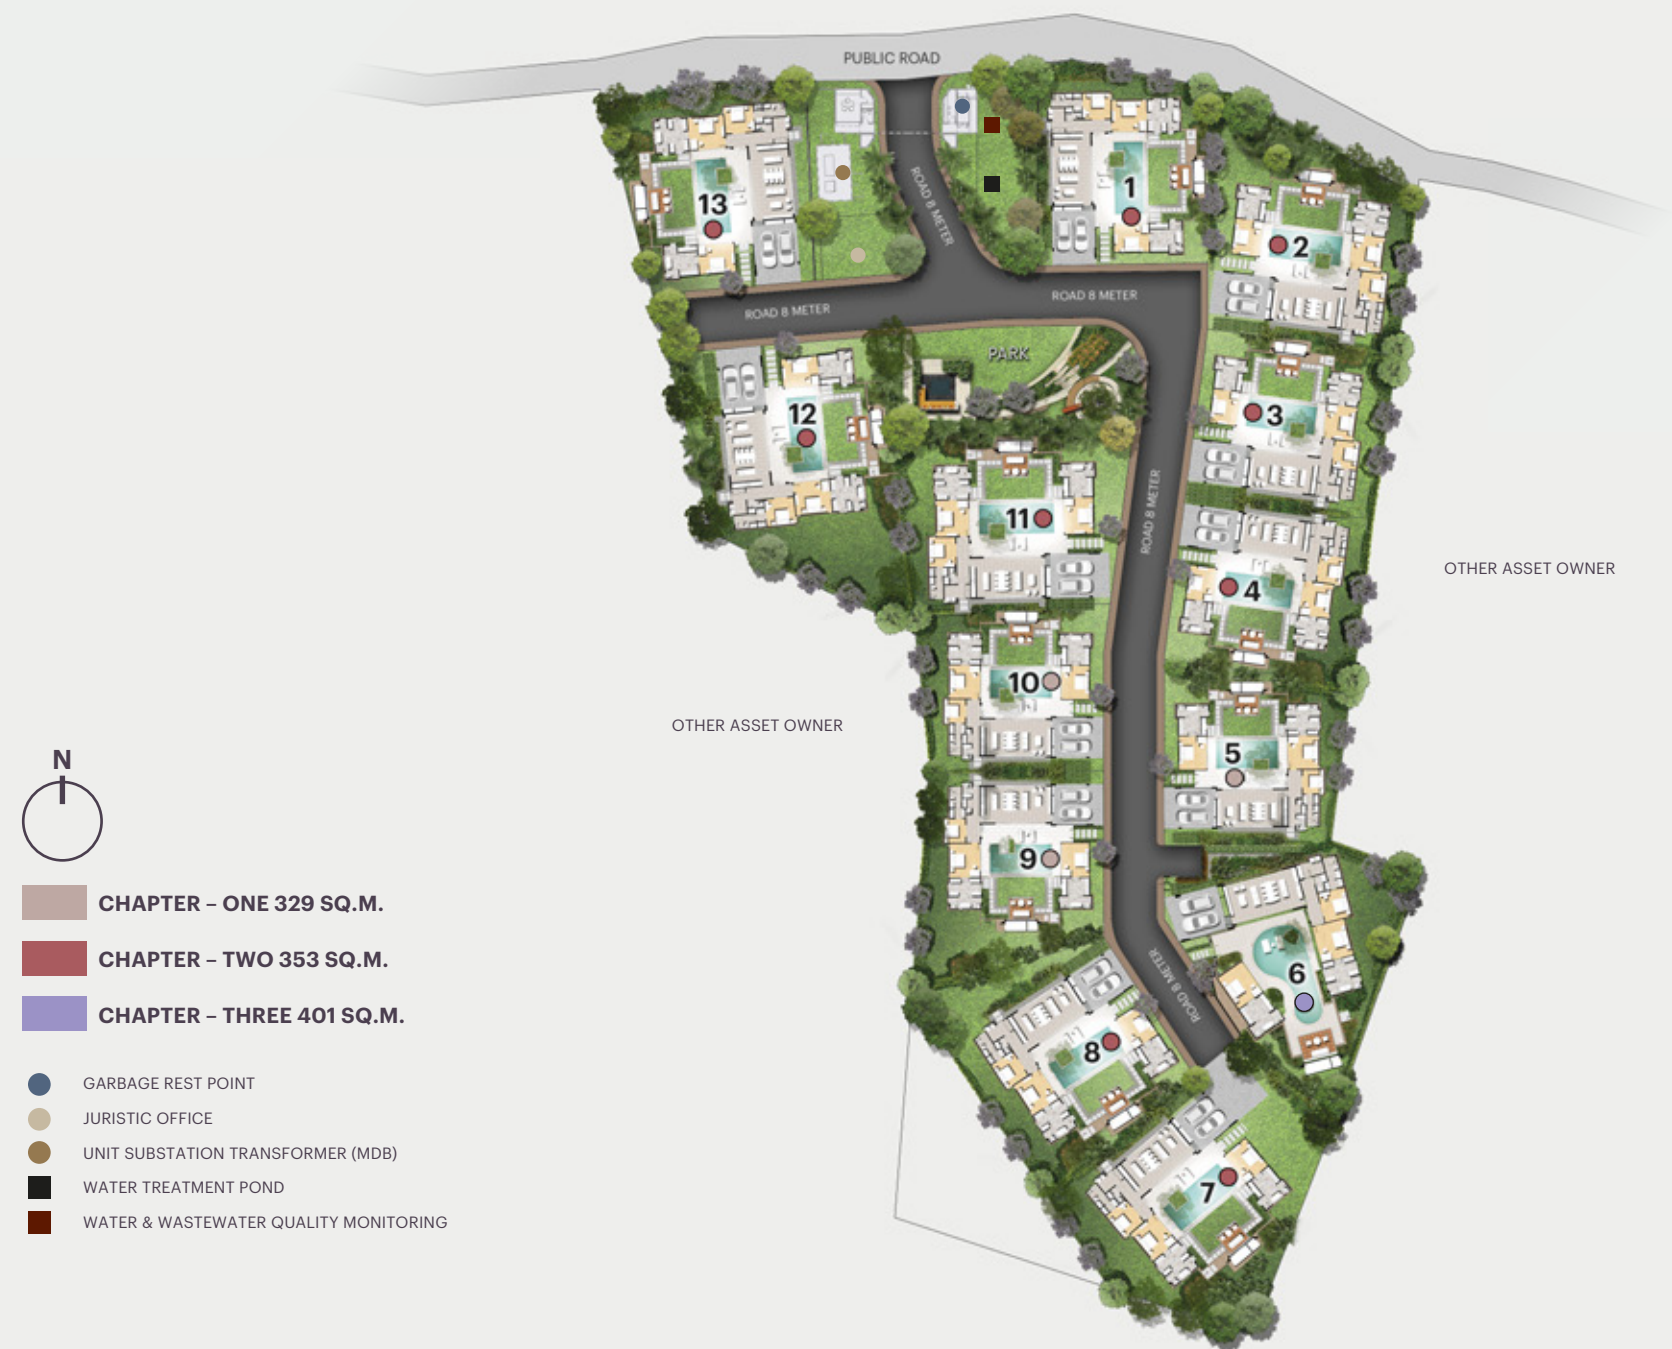 PUBLIC ROAD
ROAD 8 METER
13
1
2
ROAD 8 METER
ROAD 8 METER
PARK
12
3
11
ROAD 8 METER
4
OTHER ASSET OWNER
10
OTHER ASSET OWNER
5
9
ROAD 8 METER
6
8
7
N
CHAPTER – ONE 329 SQ.M.
CHAPTER – TWO 353 SQ.M.
CHAPTER – THREE 401 SQ.M.
GARBAGE REST POINT
JURISTIC OFFICE
UNIT SUBSTATION TRANSFORMER (MDB)
WATER TREATMENT POND
WATER & WASTEWATER QUALITY MONITORING